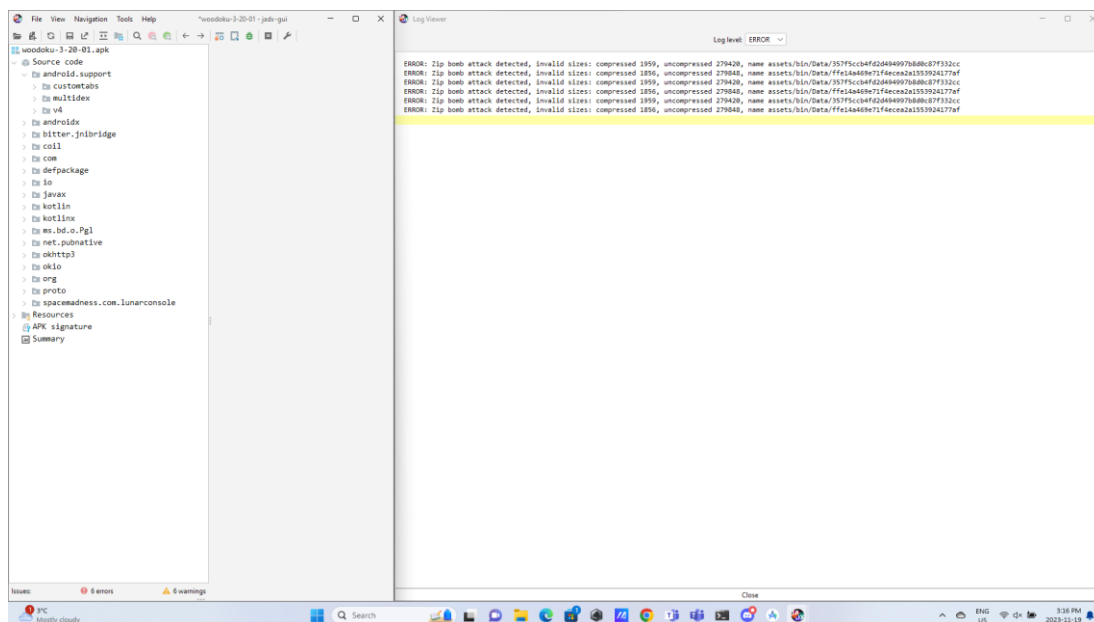 File View Navigation Tools Help *woodoku-3-20-01 - jadx-gui
woodoku-3-20-01.apk
Source code
android.support
customtabs
multidex
v4
androidx
bitter.jnibridge
coil
com
defpackage
io
javax
kotlin
kotlinx
ms.bd.o.Pgl
net.pubnative
okhttp3
okio
org
proto
spacemadness.com.lunarconsole
Resources
APK signature
Summary
Issues: 6 errors 6 warnings
Log Viewer
Log level: ERROR
ERROR: Zip bomb attack detected, invalid sizes: compressed 1959, uncompressed 279420, name assets/bin/Data/357f5ccb4fd2d494997b8d0c87f332cc
ERROR: Zip bomb attack detected, invalid sizes: compressed 1856, uncompressed 279848, name assets/bin/Data/ffe14a469e71f4ecea2a1553924177af
ERROR: Zip bomb attack detected, invalid sizes: compressed 1959, uncompressed 279420, name assets/bin/Data/357f5ccb4fd2d494997b8d0c87f332cc
ERROR: Zip bomb attack detected, invalid sizes: compressed 1856, uncompressed 279848, name assets/bin/Data/ffe14a469e71f4ecea2a1553924177af
ERROR: Zip bomb attack detected, invalid sizes: compressed 1959, uncompressed 279420, name assets/bin/Data/357f5ccb4fd2d494997b8d0c87f332cc
ERROR: Zip bomb attack detected, invalid sizes: compressed 1856, uncompressed 279848, name assets/bin/Data/ffe14a469e71f4ecea2a1553924177af
Close
1 3°C
Mostly cloudy
Search
ENG
US
3:16 PM
2023-11-19